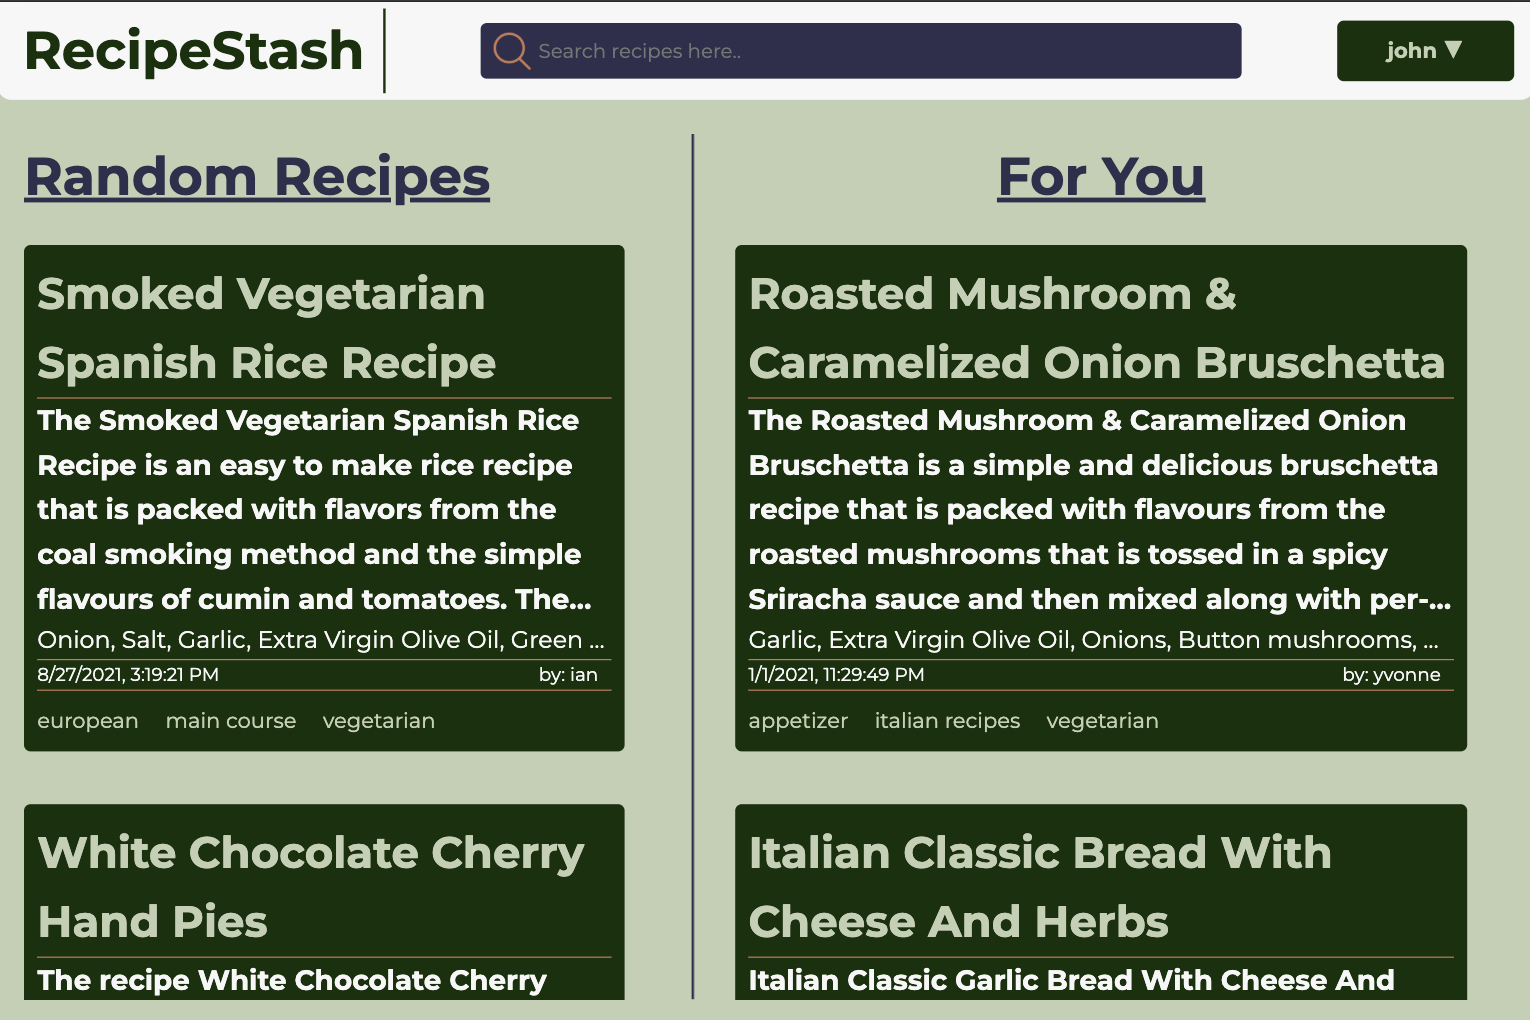 RecipeStash
Search recipes here..
john ▼
Random Recipes
Smoked Vegetarian
Spanish Rice Recipe
The Smoked Vegetarian Spanish Rice
Recipe is an easy to make rice recipe
that is packed with flavors from the
coal smoking method and the simple
flavours of cumin and tomatoes. The...
Onion, Salt, Garlic, Extra Virgin Olive Oil, Green ...
8/27/2021, 3:19:21 PM by: ian
european main course vegetarian
White Chocolate Cherry
Hand Pies
The recipe White Chocolate Cherry
For You
Roasted Mushroom &
Caramelized Onion Bruschetta
The Roasted Mushroom & Caramelized Onion
Bruschetta is a simple and delicious bruschetta
recipe that is packed with flavours from the
roasted mushrooms that is tossed in a spicy
Sriracha sauce and then mixed along with per-...
Garlic, Extra Virgin Olive Oil, Onions, Button mushrooms, ...
1/1/2021, 11:29:49 PM by: yvonne
appetizer italian recipes vegetarian
Italian Classic Bread With
Cheese And Herbs
Italian Classic Garlic Bread With Cheese And